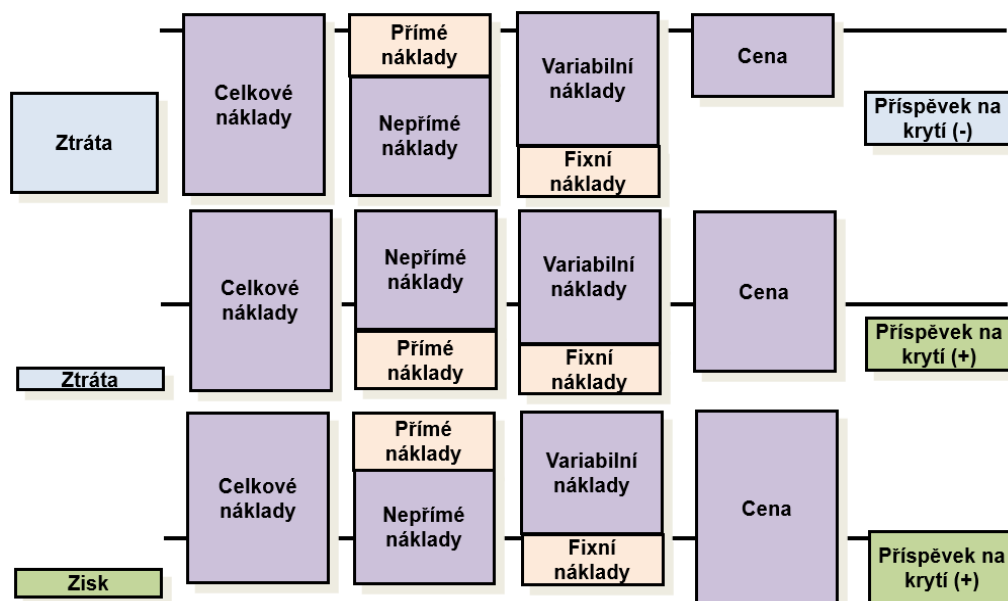 Ztráta
Celkové
náklady
Přímé
náklady
Nepřímé
náklady
Variabilní
náklady
Fixní
náklady
Cena
Příspěvek na
krytí (-)
Ztráta
Celkové
náklady
Nepřímé
náklady
Přímé
náklady
Variabilní
náklady
Fixní
náklady
Cena
Příspěvek na
krytí (+)
Zisk
Celkové
náklady
Přímé
náklady
Nepřímé
náklady
Variabilní
náklady
Fixní
náklady
Cena
Příspěvek na
krytí (+)